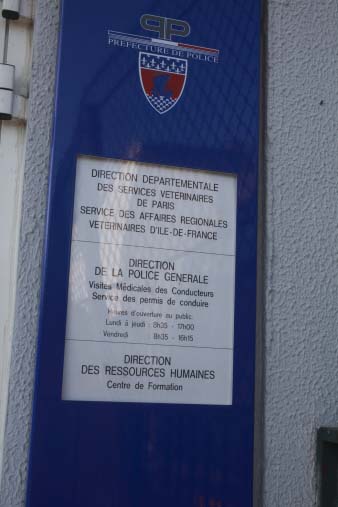 PP
PREFECTURE DE POLICE
DIRECTION DEPARTEMENTALE
DES SERVICES VETERINAIRES
DE PARIS
SERVICE DES AFFAIRES REGIONALES
VETERINAIRES D'ILE-DE-FRANCE
DIRECTION
DE LA POLICE GENERALE
Visites Médicales des Conducteurs
Service des permis de conduire
Heures d'ouverture au public
Lundi à jeudi : 8h35 - 17h00
Vendredi 8h35 - 16h15
DIRECTION
DES RESSOURCES HUMAINES
Centre de Formation